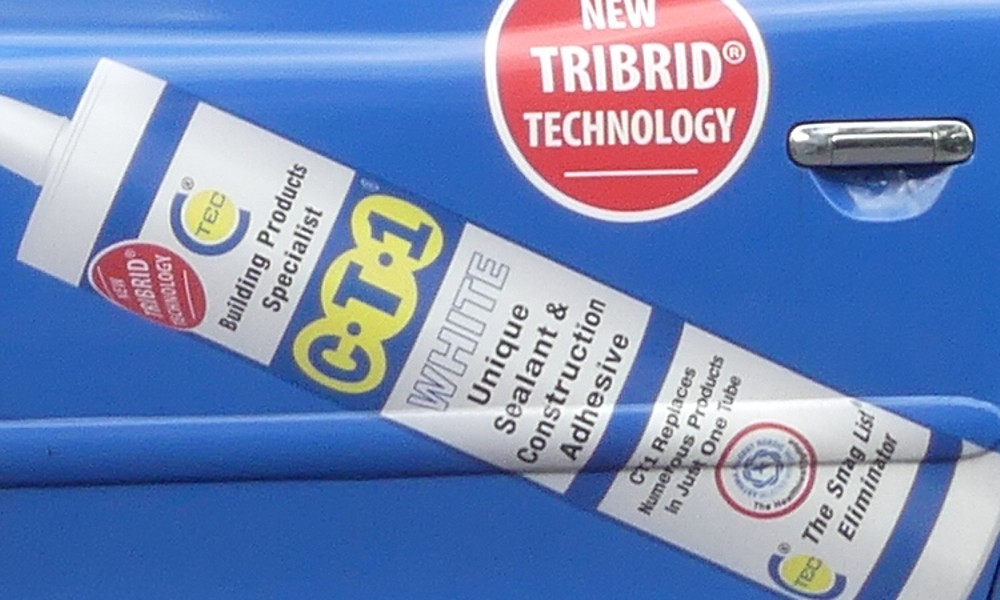 NEW
TRIBRID®
TECHNOLOGY
TEC®
NEW
TRIBRID®
TECHNOLOGY
Building Products
Specialist
C·T·1
WHITE
Unique
Sealant &
Construction
Adhesive
CT1 Replaces
Numerous Products
In Just One Tube
The Snag List
Eliminator
TEC®